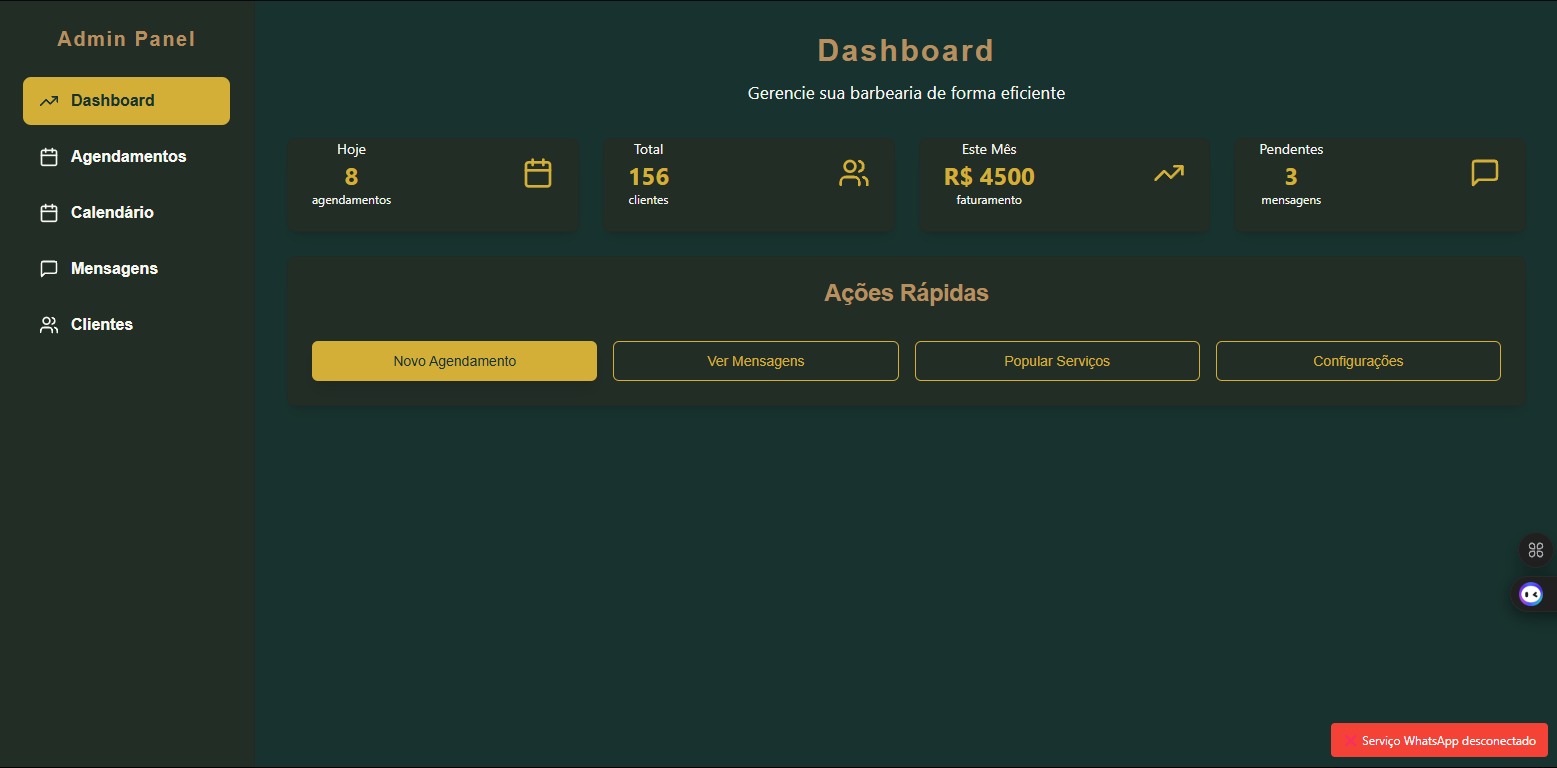 Admin Panel
Dashboard
Agendamentos
Calendário
Mensagens
Clientes
Dashboard
Gerencie sua barbearia de forma eficiente
Hoje
8
agendamentos
Total
156
clientes
Este Mês
R$ 4500
faturamento
Pendentes
3
mensagens
Ações Rápidas
Novo Agendamento
Ver Mensagens
Popular Serviços
Configurações
Serviço WhatsApp desconectado